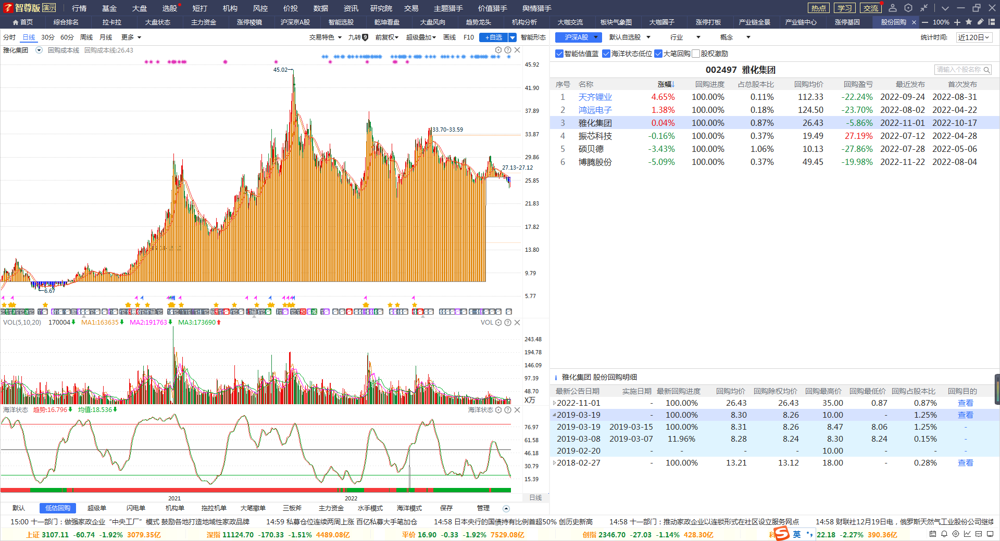 智尊版 演示 行情 基金 大盘 选股 短打 机构 风控 价投 数据 资讯 研究院 交易 主题猎手 价值猎手 舆情猎手 热点 学习 交流
首页 综合排名 拉卡拉 大盘状态 主力资金 涨停棱镜 沪深京A股 智能选股 乾坤看盘 大盘风向 趋势龙头 机构分析 大咖交流 板块气象图 大咖圈子 涨停打板 产业链全景 产业链中心 涨停基因 股份回购 100%
分时 日线 30分 60分 周线 月线 更多 交易特色 九转 9 前复权 超级叠加 画线 F10 +自选 智能形态 沪深A股 默认自选股 行业 概念 统计时间: 近120日
雅化集团 回购成本线 回购成本线:26.43
智能估值蓝 海洋状态低位 大笔回购 股权激励
002497 雅化集团 请输入个股名称
序号 名称 涨幅↓ 回购进度 占总股本比 回购均价 回购盈亏 最近发布 首次发布
1 天齐锂业 4.65% 100.00% 0.11% 112.33 -22.24% 2022-09-24 2022-08-31
2 鸿远电子 1.38% 100.00% 0.18% 124.50 -23.70% 2022-08-02 2022-04-22
3 雅化集团 0.04% 100.00% 0.87% 26.43 -5.86% 2022-11-01 2022-10-17
4 振芯科技 -0.16% 100.00% 0.37% 19.49 27.19% 2022-07-12 2022-04-28
5 硕贝德 -3.43% 100.00% 1.06% 10.13 -27.86% 2022-07-28 2022-05-06
6 博腾股份 -5.09% 100.00% 0.37% 49.45 -19.98% 2022-11-22 2022-08-04
45.02
33.70-33.59
27.13-27.12
6.67
45.92
41.90
37.89
33.87
29.86
25.85
21.83
17.82
13.80
9.79
5.77
VOL(5,10,20) 170004 MA1:163635 MA2:191763 MA3:173690 VOL
243.48
194.78
146.09
97.39
48.70
X万
海洋状态 趋势:16.796 均值:18.536 海洋状态
76.97
61.58
46.18
30.79
15.39
2021 2022 日线
雅化集团 股份回购明细
最新公告日期 实施日期 最新回购进度 回购均价 回购除权均价 回购最高价 回购最低价 回购占股本比 回购目的
2022-11-01 - 100.00% 26.43 26.43 35.00 0.87 0.87% 查看
2019-03-19 - 100.00% 8.30 8.26 10.00 - 1.25% 查看
2019-03-19 2019-03-15 100.00% 8.31 8.26 8.47 8.06 1.25% -
2019-03-08 2019-03-07 11.96% 8.28 8.24 8.30 8.24 0.15% -
2019-02-20 - - - - 10.00 - - -
2018-02-27 - 100.00% 13.21 13.12 18.00 - 0.28% 查看
默认 低估回购 超级单 闪电单 机构单 拖拉机单 大笔撤单 三板斧 主力资金 水手模式 海洋模式 保存 管理
15:00 十一部门：做强家政企业“中央工厂”模式 鼓励各地打造地域性家政品牌 14:59 私募仓位连续两周上涨 百亿私募大手笔加仓 14:58 日本央行的国债持有比例首超50% 创历史新高 14:58 十一部门：推动家政企业以连锁形式在社区设立服务网点 14:58 财联社12月19日电，俄罗斯天然气工业股份公司继续
上证 3107.11 -60.74 -1.92% 3079.35亿 深指 11124.70 -170.33 -1.51% 4489.08亿 平价 16.90 -0.33 -1.92% 7529.08亿 创指 2346.70 -27.03 -1.14% 428.30亿 科 英 22.18 -2.27% 390.36亿